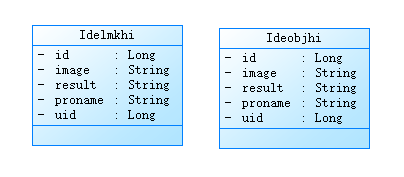 Idelmkhi
- id : Long
- image : String
- result : String
- proname : String
- uid : Long
Ideobjhi
- id : Long
- image : String
- result : String
- proname : String
- uid : Long